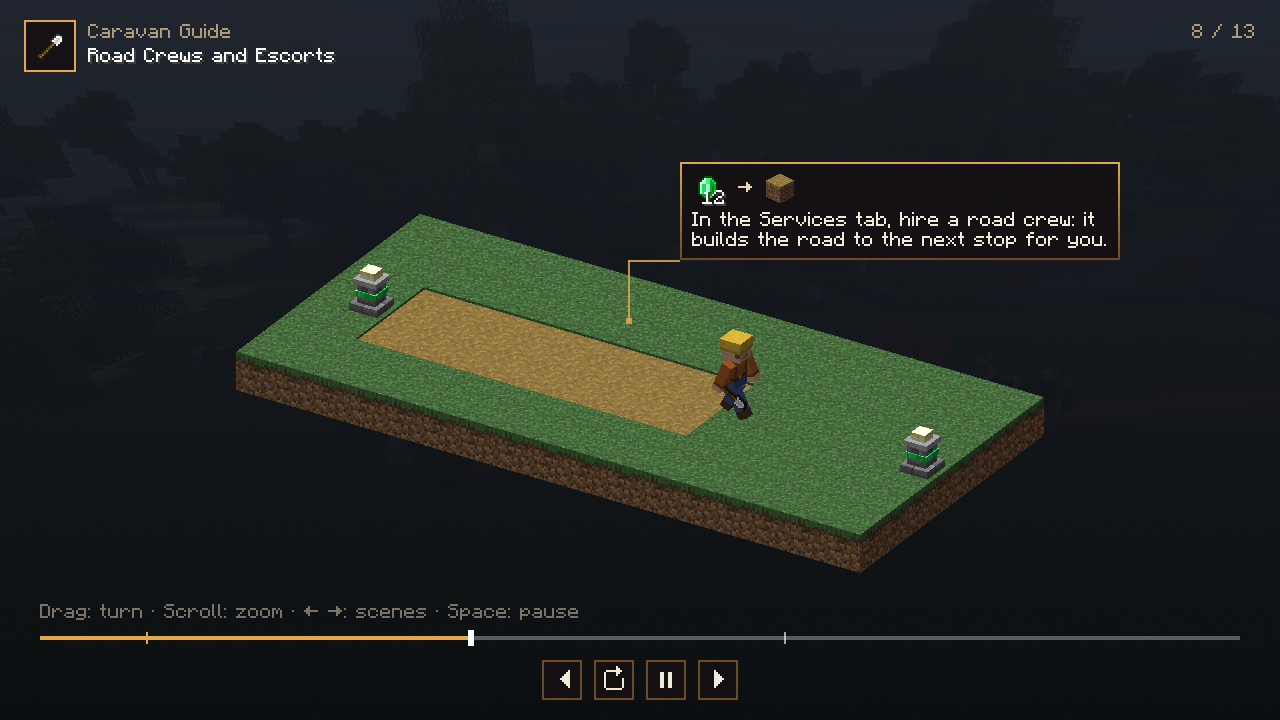 Caravan Guide
Road Crews and Escorts
8 / 13
12
In the Services tab, hire a road crew: it
builds the road to the next stop for you.
Drag: turn · Scroll: zoom · ← →: scenes · Space: pause